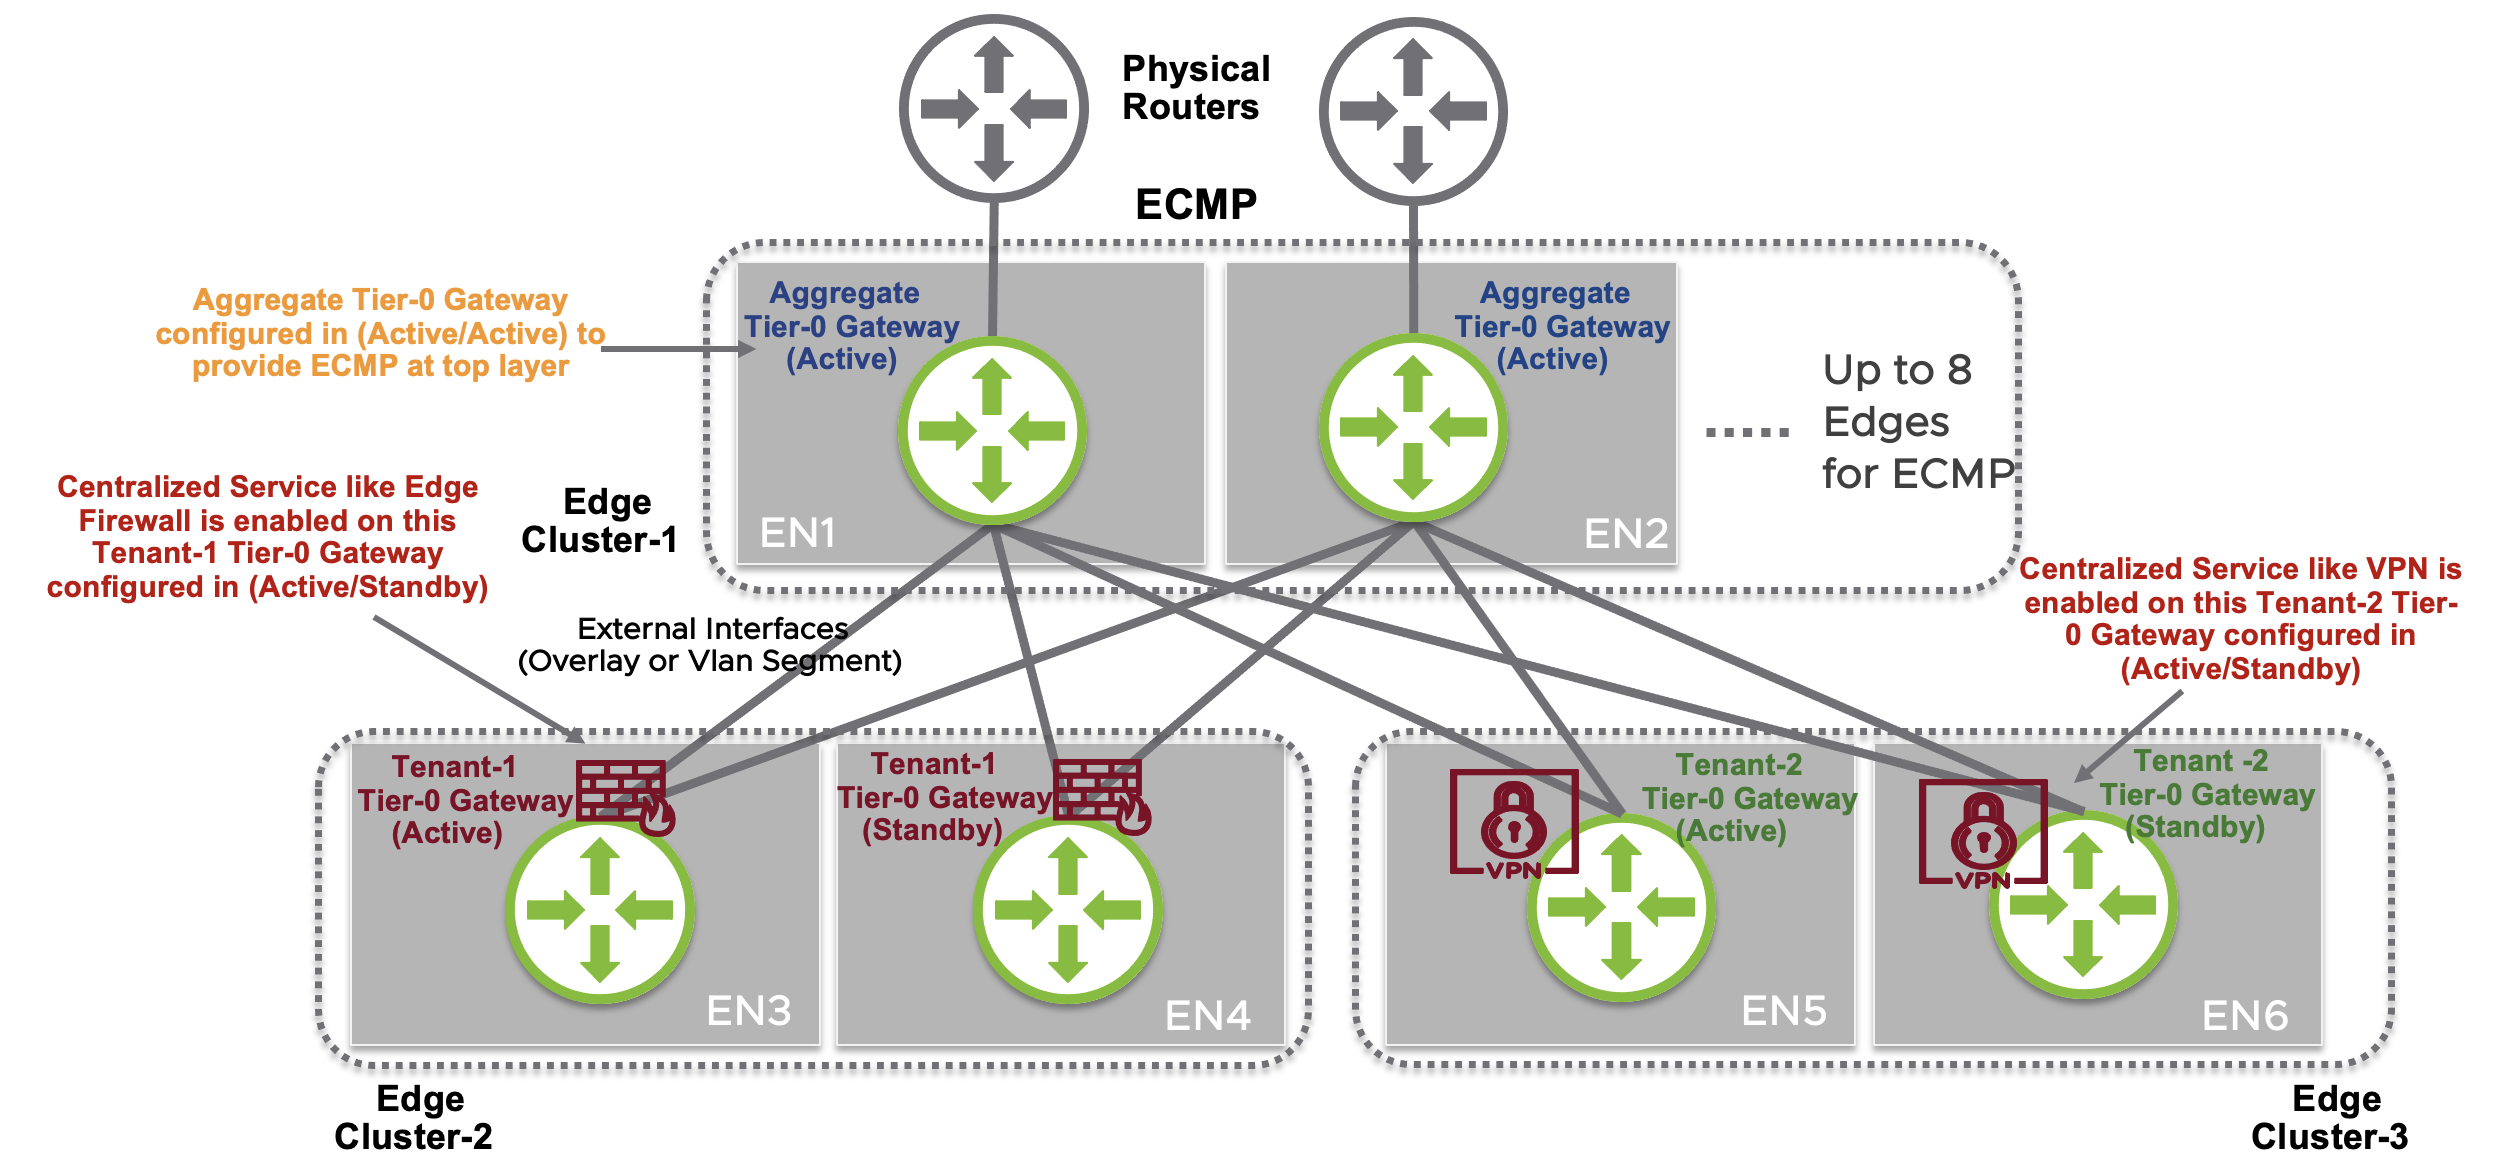 Physical
Routers
ECMP
Aggregate Tier-0 Gateway
configured in (Active/Active) to
provide ECMP at top layer
Aggregate
Tier-0 Gateway
(Active)
EN1
Aggregate
Tier-0 Gateway
(Active)
EN2
Up to 8
Edges
for ECMP
Edge
Cluster-1
Centralized Service like Edge
Firewall is enabled on this
Tenant-1 Tier-0 Gateway
configured in (Active/Standby)
External Interfaces
(Overlay or Vlan Segment)
Centralized Service like VPN is
enabled on this Tenant-2 Tier-
0 Gateway configured in
(Active/Standby)
Tenant-1
Tier-0 Gateway
(Active)
EN3
Tenant-1
Tier-0 Gateway
(Standby)
EN4
VPN
Tenant-2
Tier-0 Gateway
(Active)
EN5
VPN
Tenant -2
Tier-0 Gateway
(Standby)
EN6
Edge
Cluster-2
Edge
Cluster-3